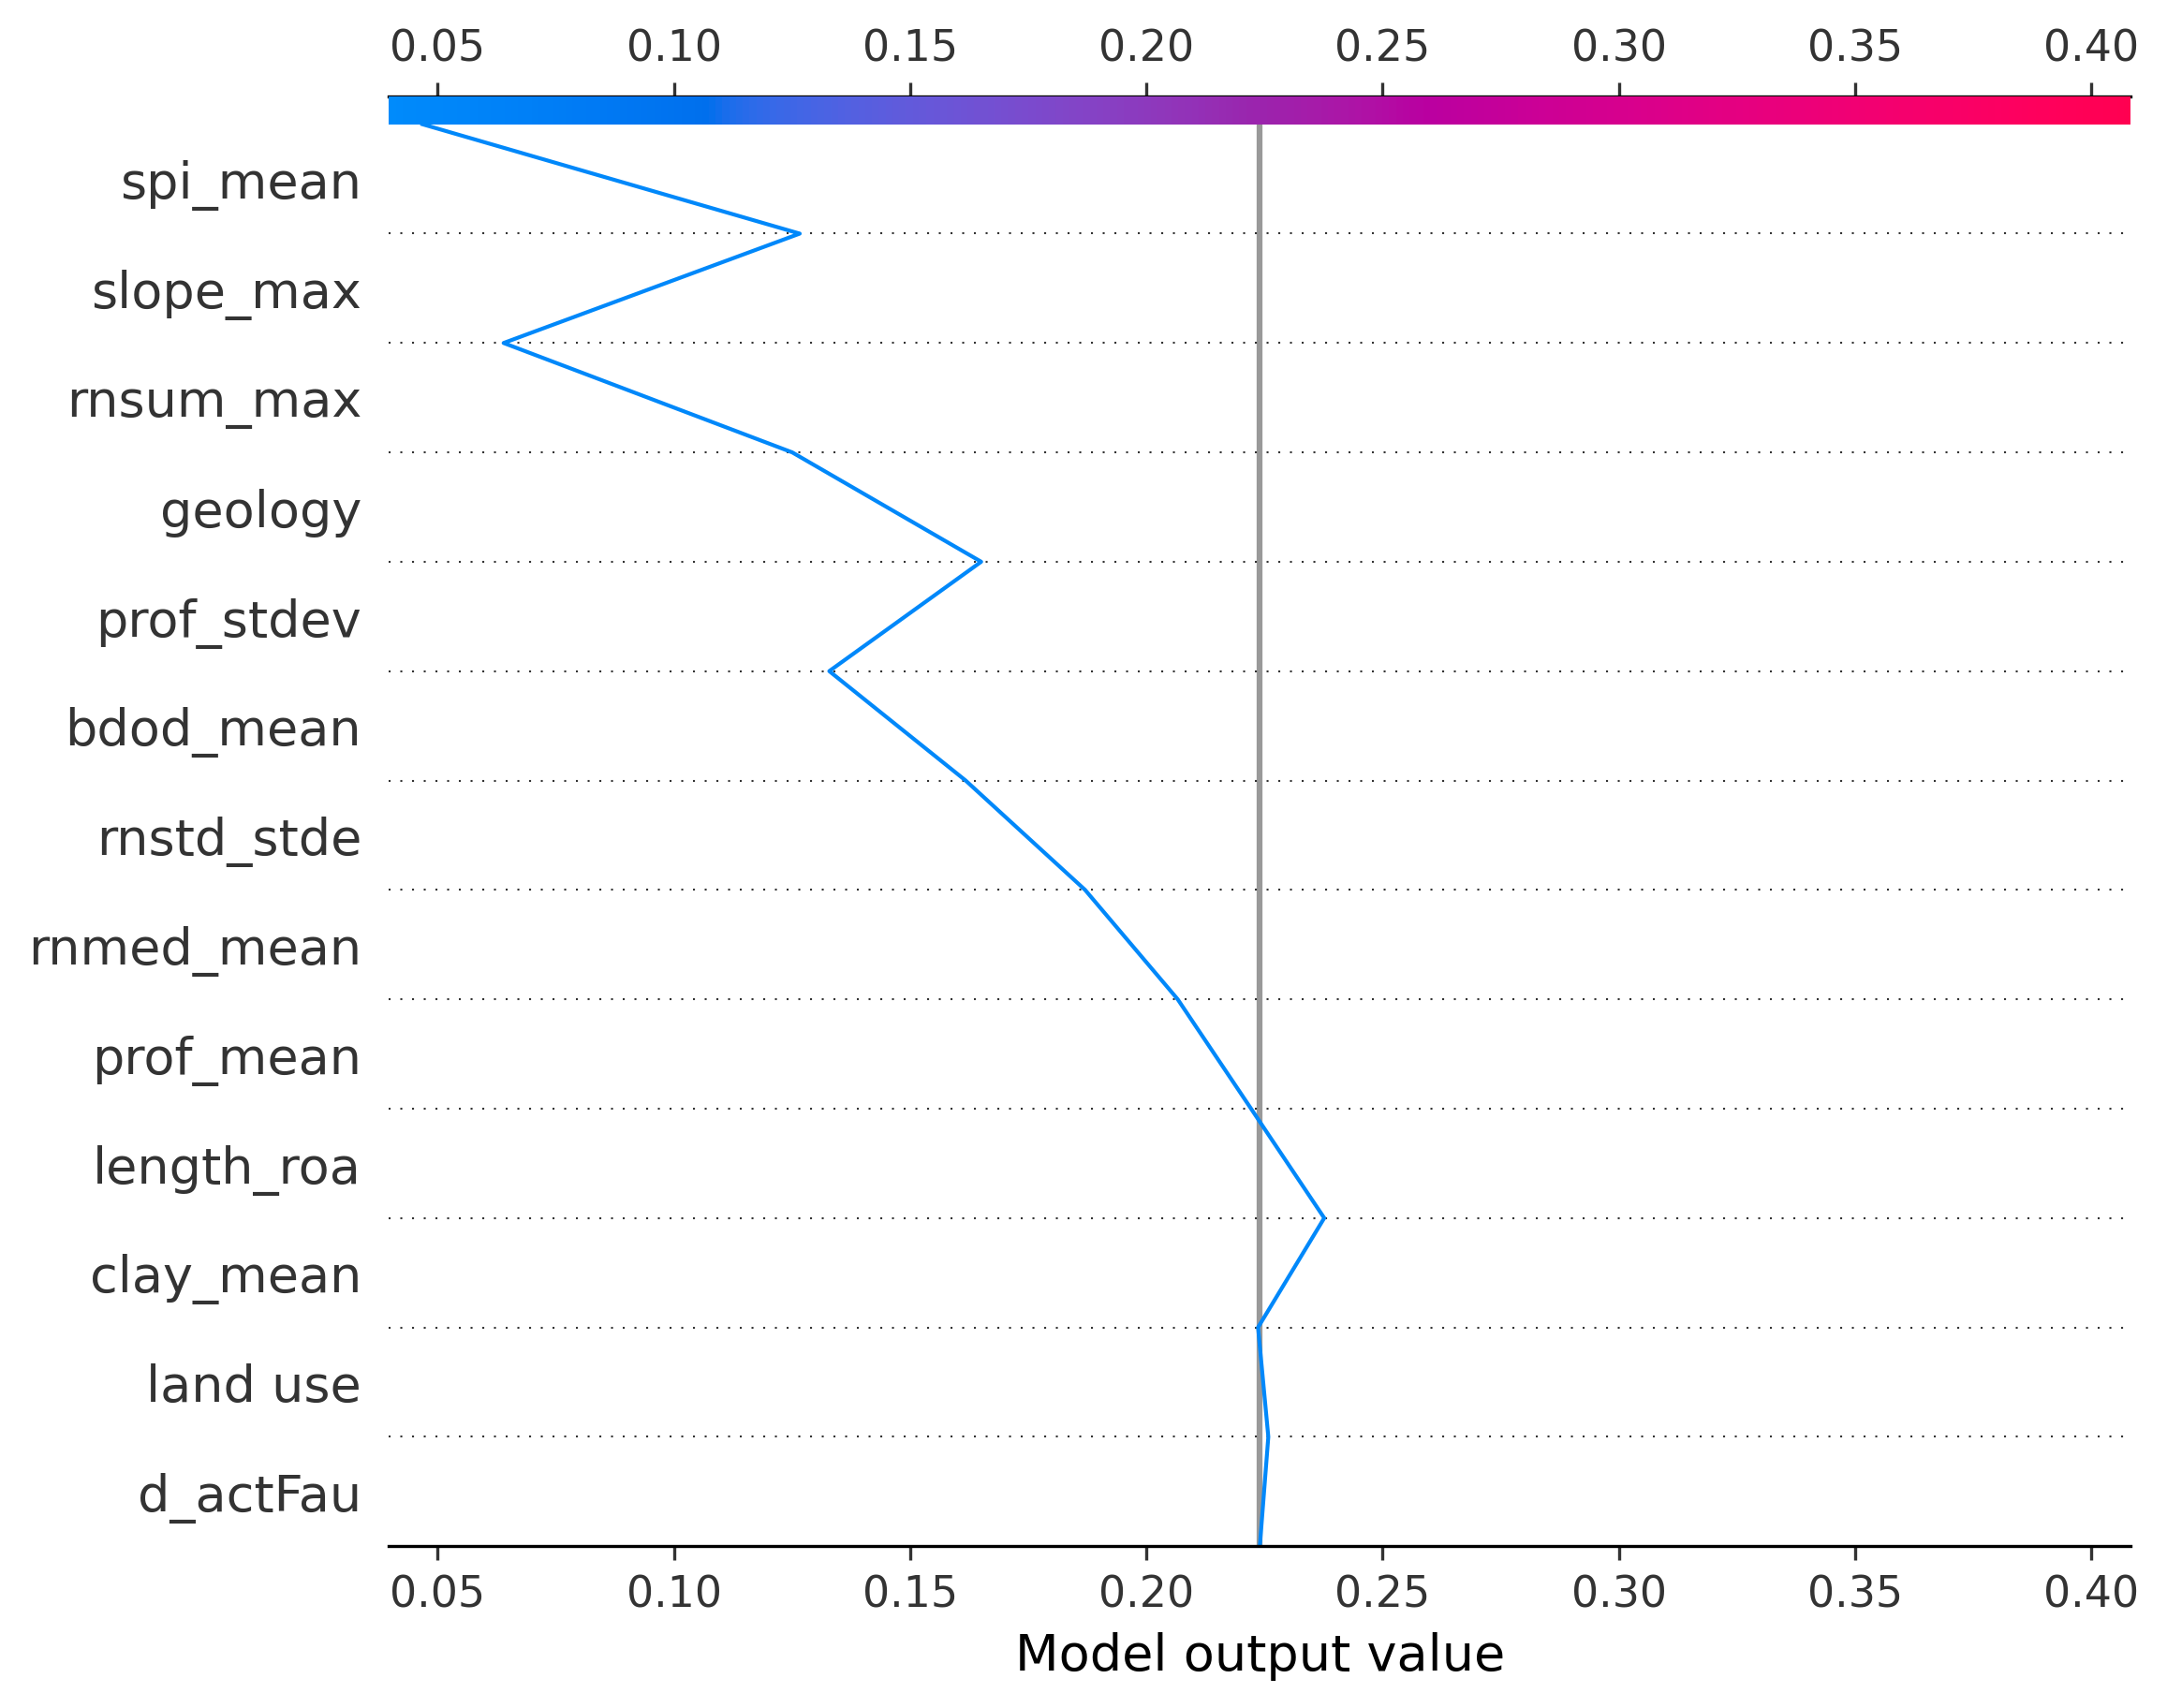 0.05 0.10 0.15 0.20 0.25 0.30 0.35 0.40
spi_mean
slope_max
rnsum_max
geology
prof_stdev
bdod_mean
rnstd_stde
rnmed_mean
prof_mean
length_roa
clay_mean
land use
d_actFau
0.05 0.10 0.15 0.20 0.25 0.30 0.35 0.40
Model output value